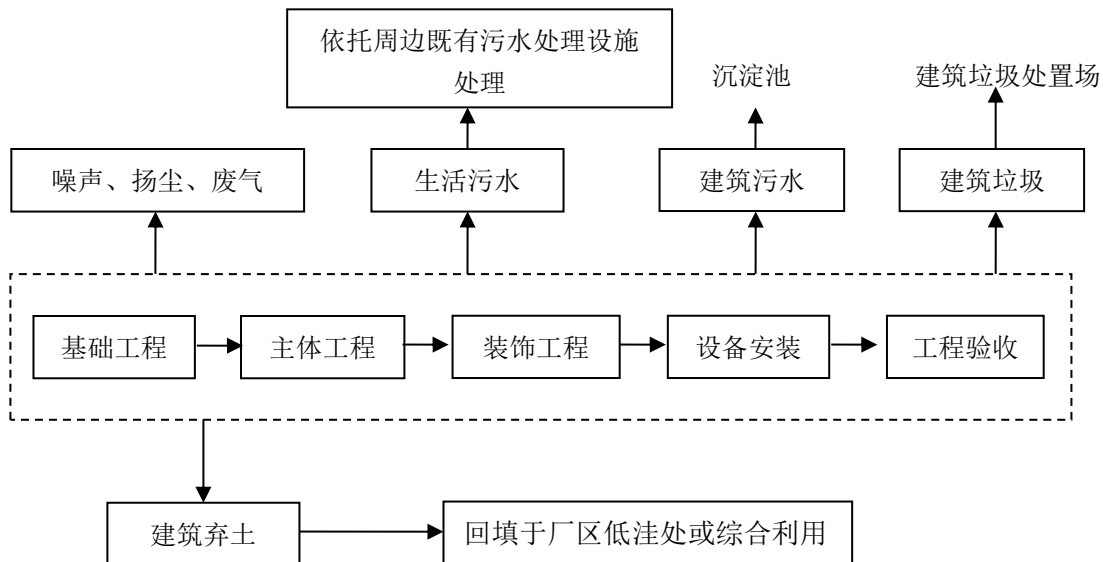 依托周边既有污水处理设施
处理
沉淀池
建筑垃圾处置场
噪声、扬尘、废气
生活污水
建筑污水
建筑垃圾
基础工程
主体工程
装饰工程
设备安装
工程验收
建筑弃土
回填于厂区低洼处或综合利用